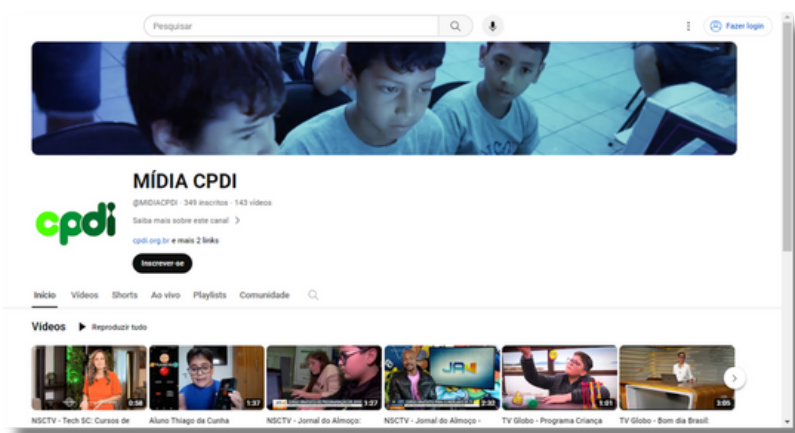 Pesquisar
Fazer login
MÍDIA CPDI
@MIDIACPDI · 349 inscritos · 143 vídeos
Saiba mais sobre este canal
cpdi
cpdi.org.br e mais 2 links
Inscrever-se
Início Vídeos Shorts Ao vivo Playlists Comunidade
Vídeos Reproduzir tudo
0:58 1:37 1:27 JA 2:32 1:01 3:05
NSCTV - Tech SC: Cursos de Aluno Thiago da Cunha NSCTV - Jornal do Almoço: NSCTV - Jornal do Almoço - TV Globo - Programa Criança TV Globo - Bom dia Brasil: